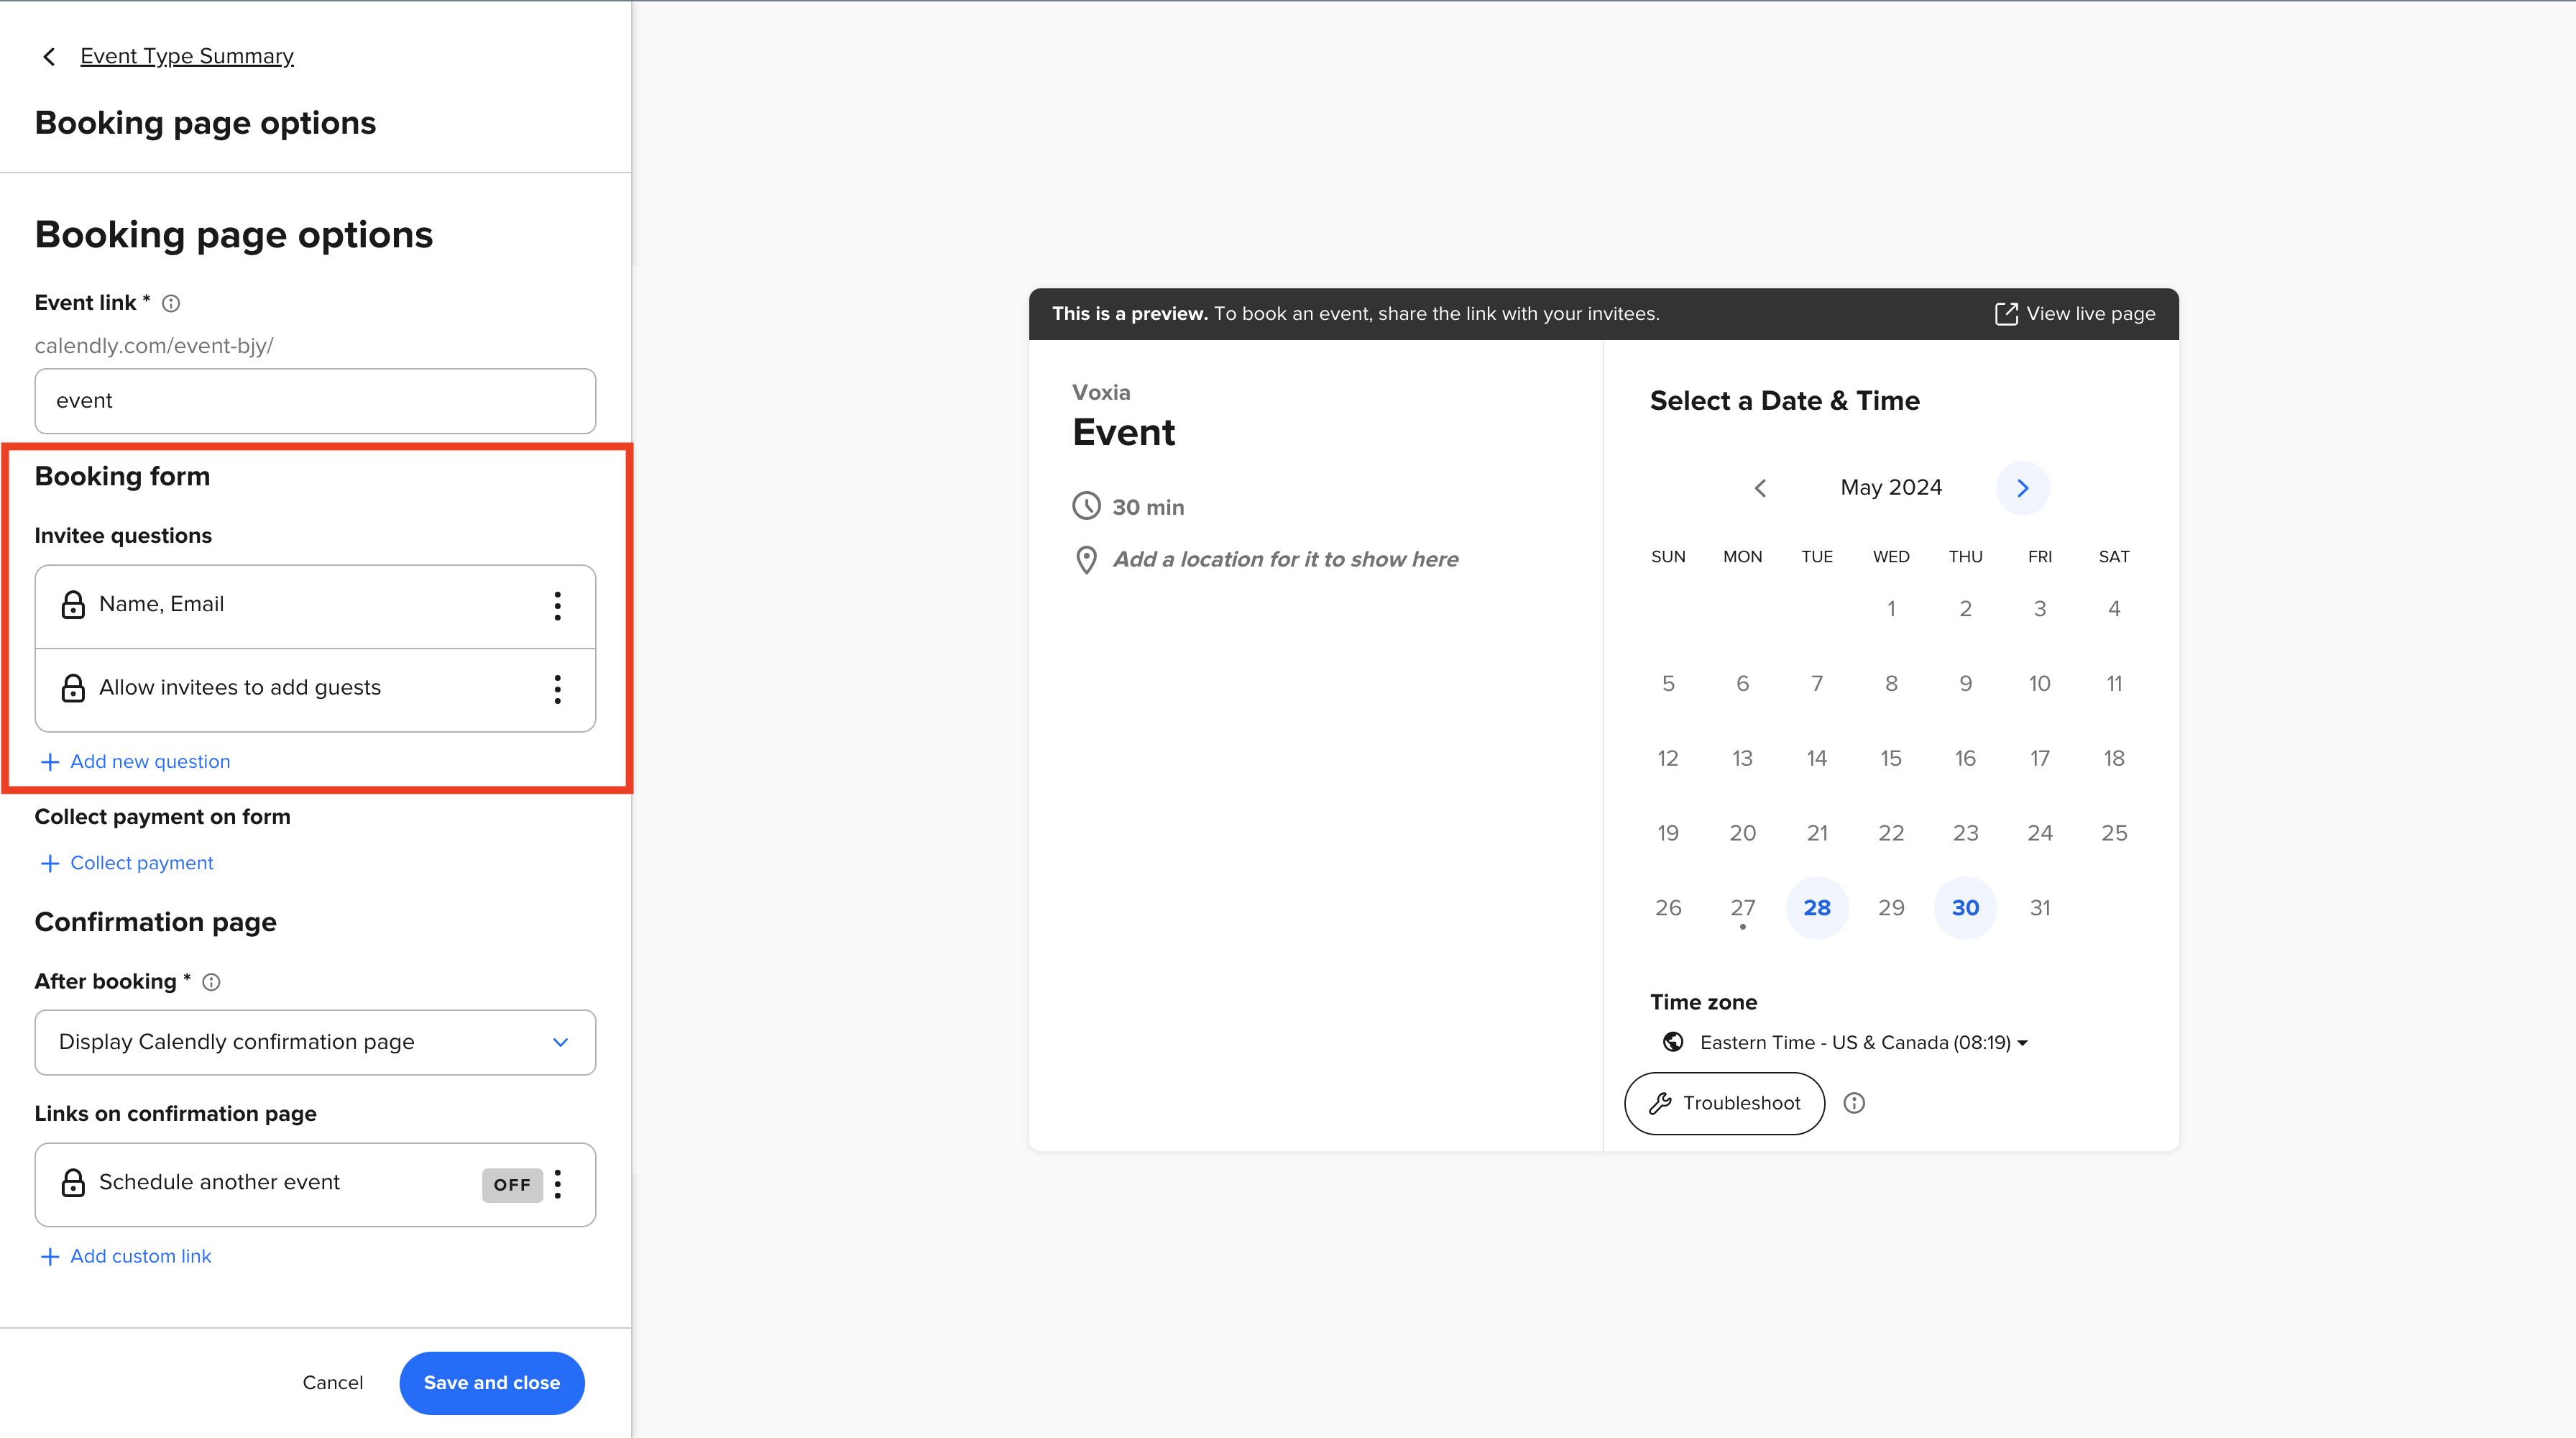 Event Type Summary
Booking page options
Booking page options
Event link *
calendly.com/event-bjy/
event
Booking form
Invitee questions
Name, Email
Allow invitees to add guests
Add new question
Collect payment on form
Collect payment
Confirmation page
After booking *
Display Calendly confirmation page
Links on confirmation page
Schedule another event OFF
Add custom link
Cancel Save and close
This is a preview. To book an event, share the link with your invitees. View live page
Voxia
Event
30 min
Add a location for it to show here
Select a Date & Time
May 2024
SUN MON TUE WED THU FRI SAT
1 2 3 4
5 6 7 8 9 10 11
12 13 14 15 16 17 18
19 20 21 22 23 24 25
26 27 28 29 30 31
Time zone
Eastern Time - US & Canada (08:19)
Troubleshoot